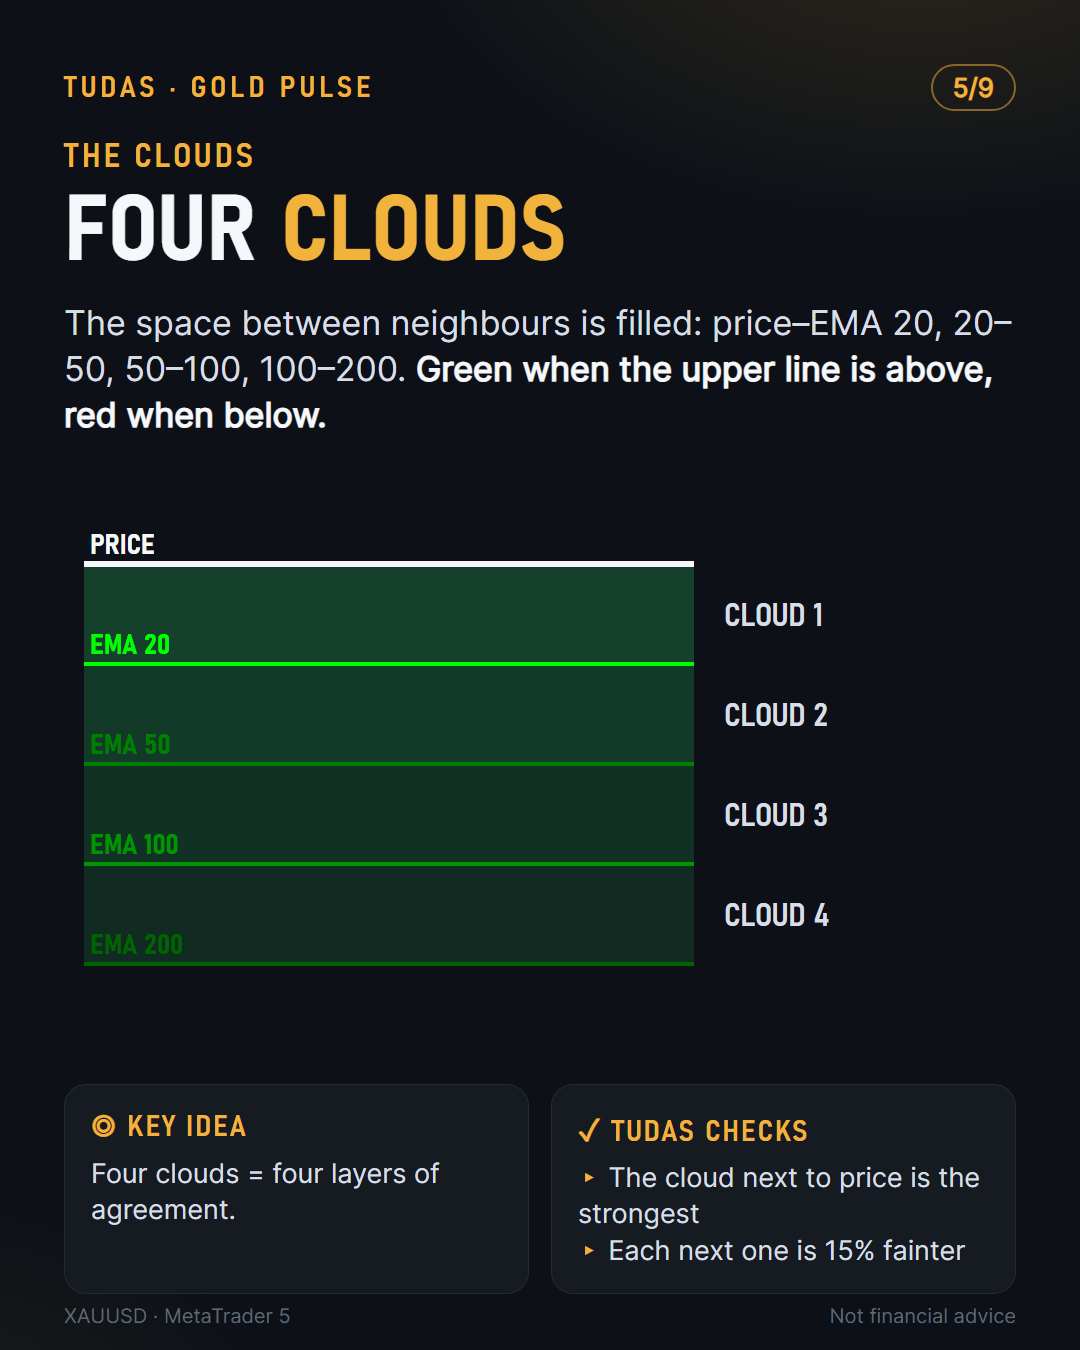 TUDAS · GOLD PULSE
5/9
THE CLOUDS
FOUR CLOUDS
The space between neighbours is filled: price–EMA 20, 20–
50, 50–100, 100–200. Green when the upper line is above,
red when below.
PRICE
CLOUD 1
EMA 20
CLOUD 2
EMA 50
CLOUD 3
EMA 100
CLOUD 4
EMA 200
◎ KEY IDEA
Four clouds = four layers of
agreement.
✓ TUDAS CHECKS
▸ The cloud next to price is the
strongest
▸ Each next one is 15% fainter
XAUUSD · MetaTrader 5
Not financial advice